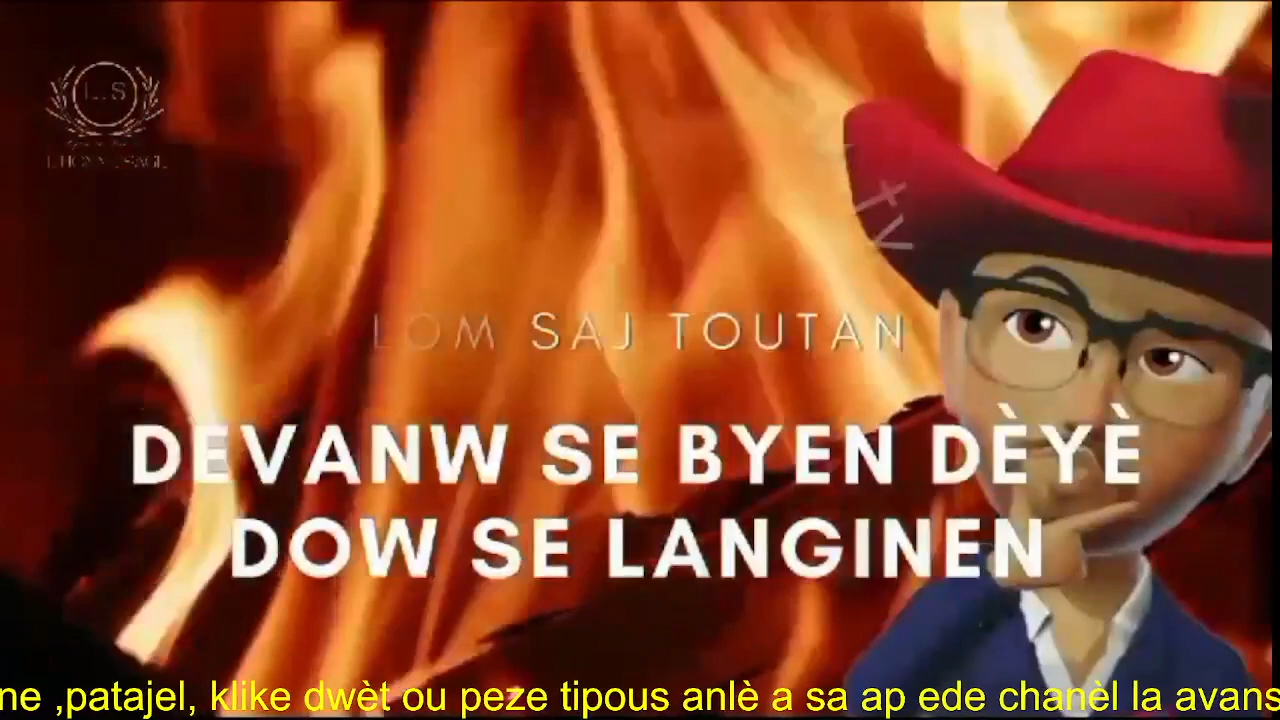 L.S
LOM SAJ TOUTAN
tv
DEVANW SE BYEN DÈYÈ
DOW SE LANGINEN
ne ,patajel, klike dwèt ou peze tipous anlè a sa ap ede chanèl la avans